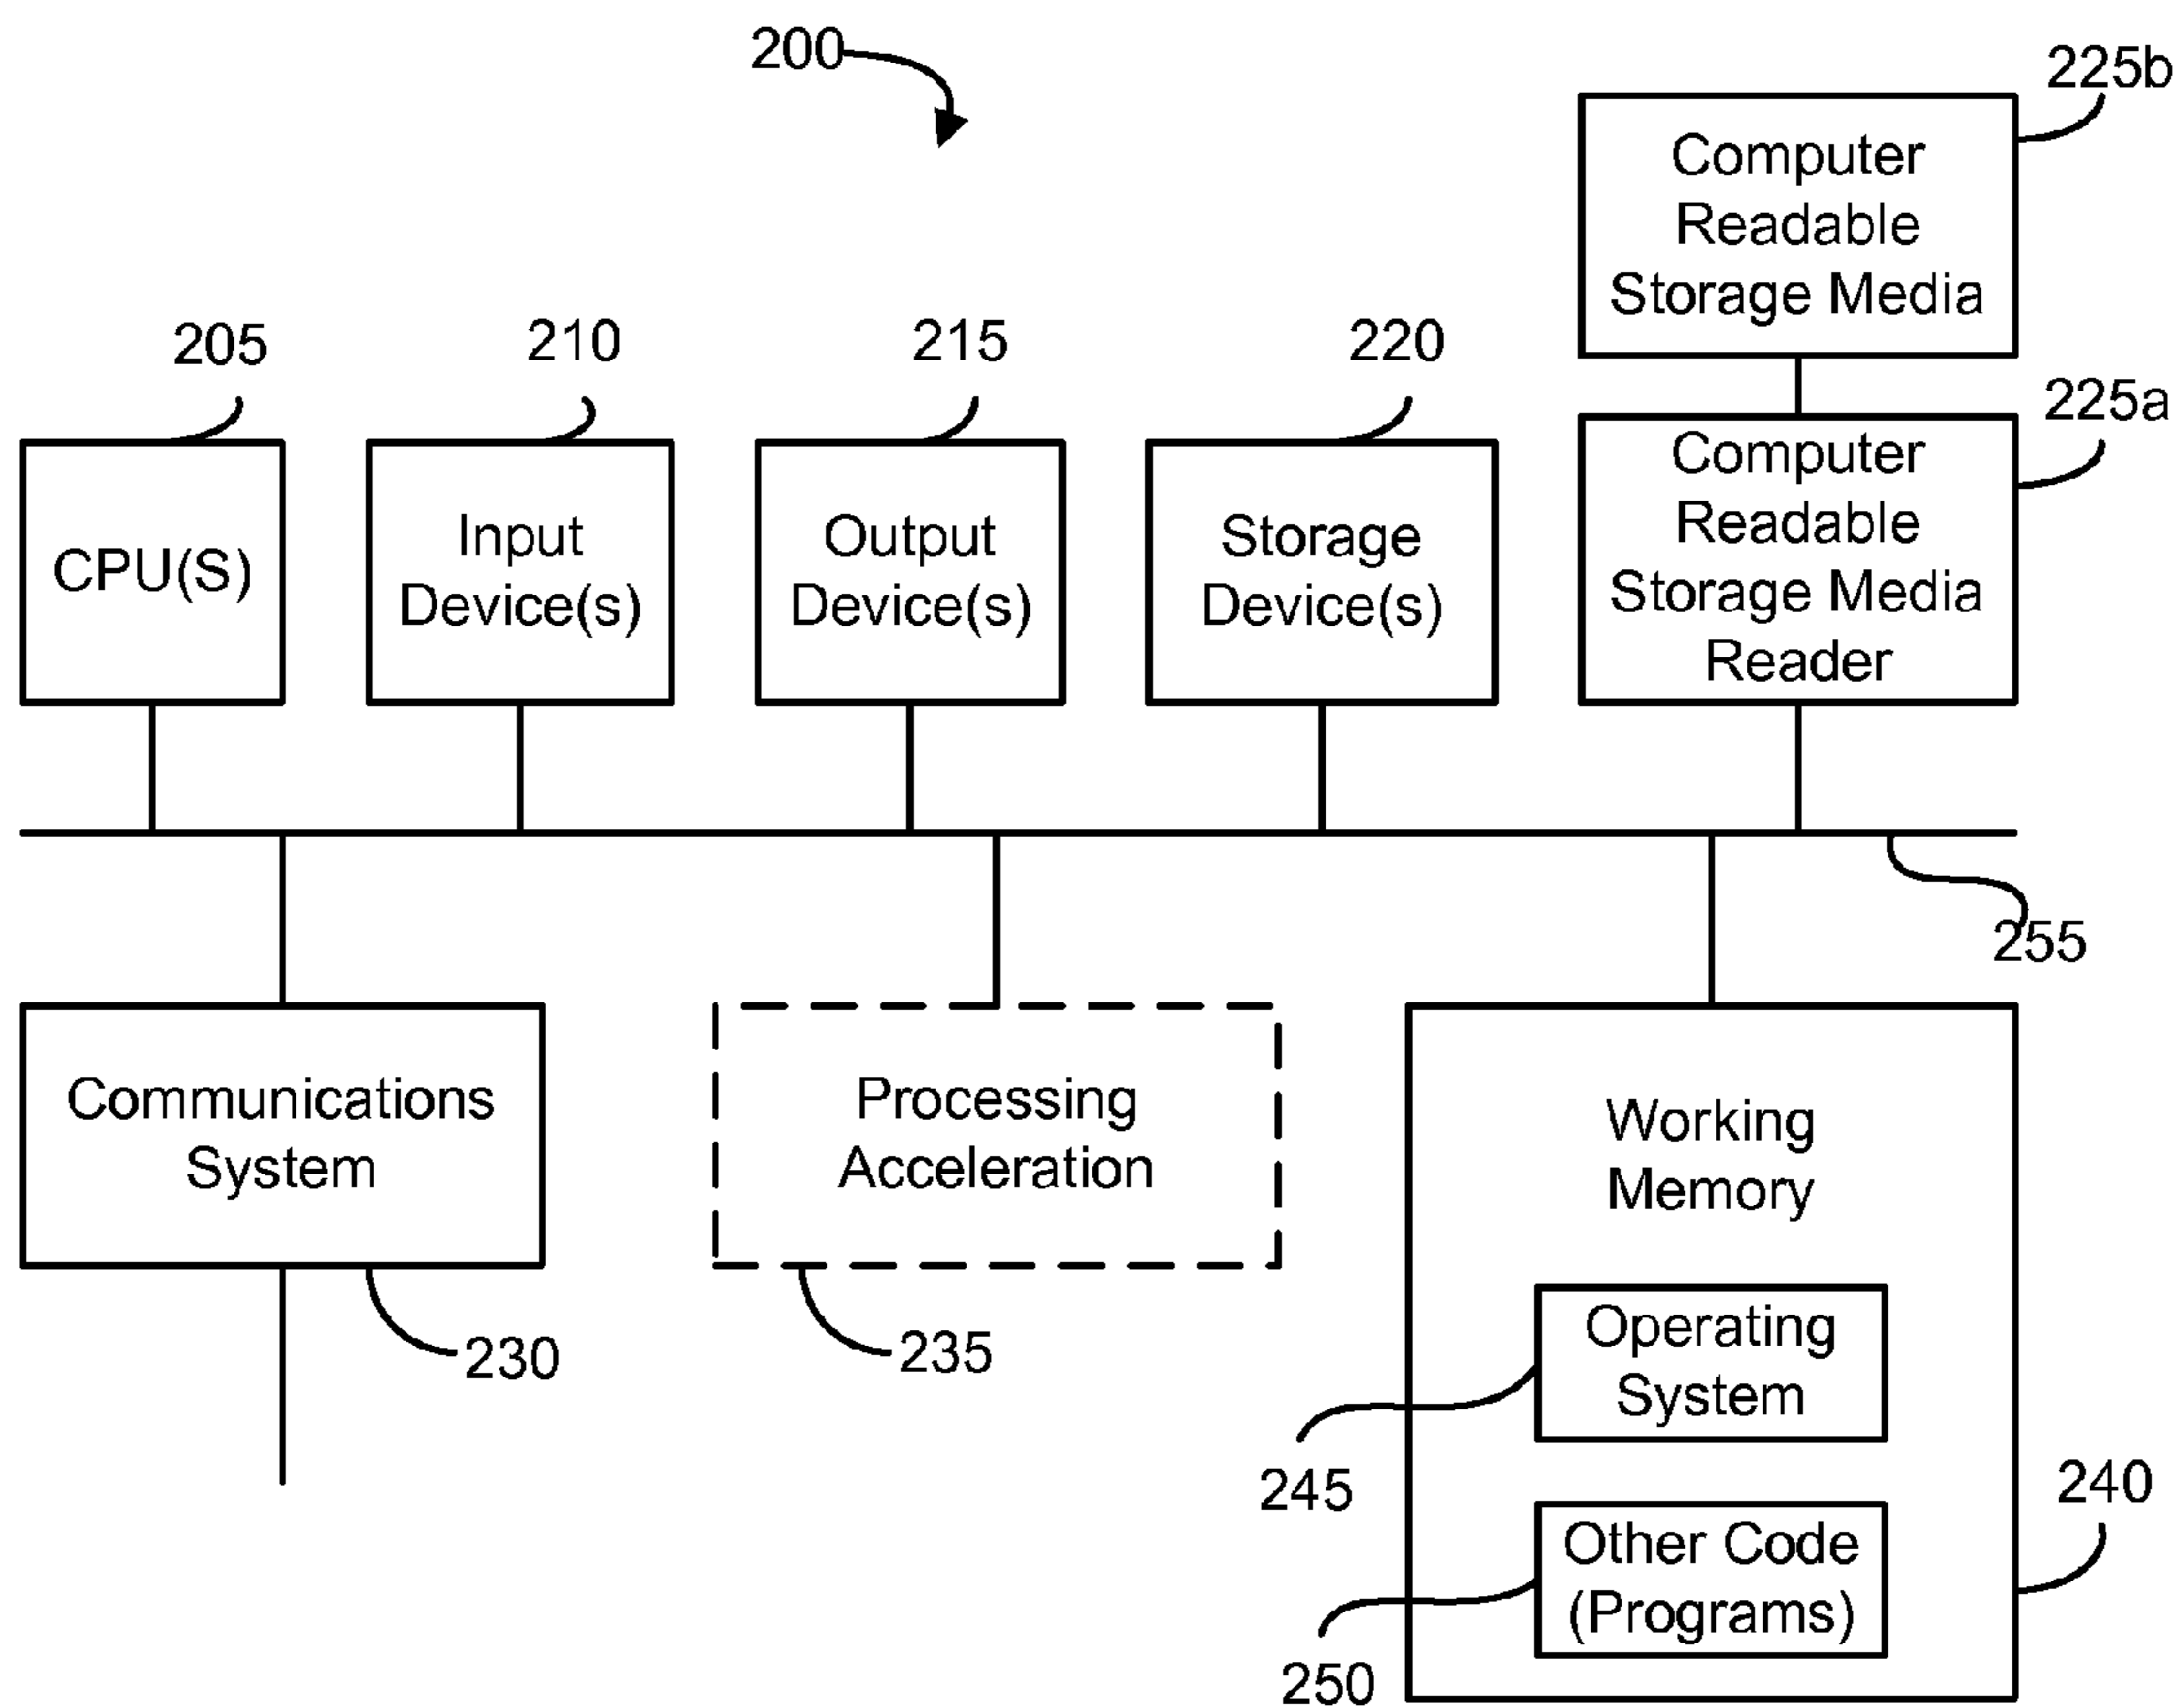 200
225b
Computer
Readable
Storage Media
205
210
215
220
225a
CPU(S)
Input
Device(s)
Output
Device(s)
Storage
Device(s)
Computer
Readable
Storage Media
Reader
255
Communications
System
230
Processing
Acceleration
235
Working
Memory
Operating
System
245
240
Other Code
(Programs)
250